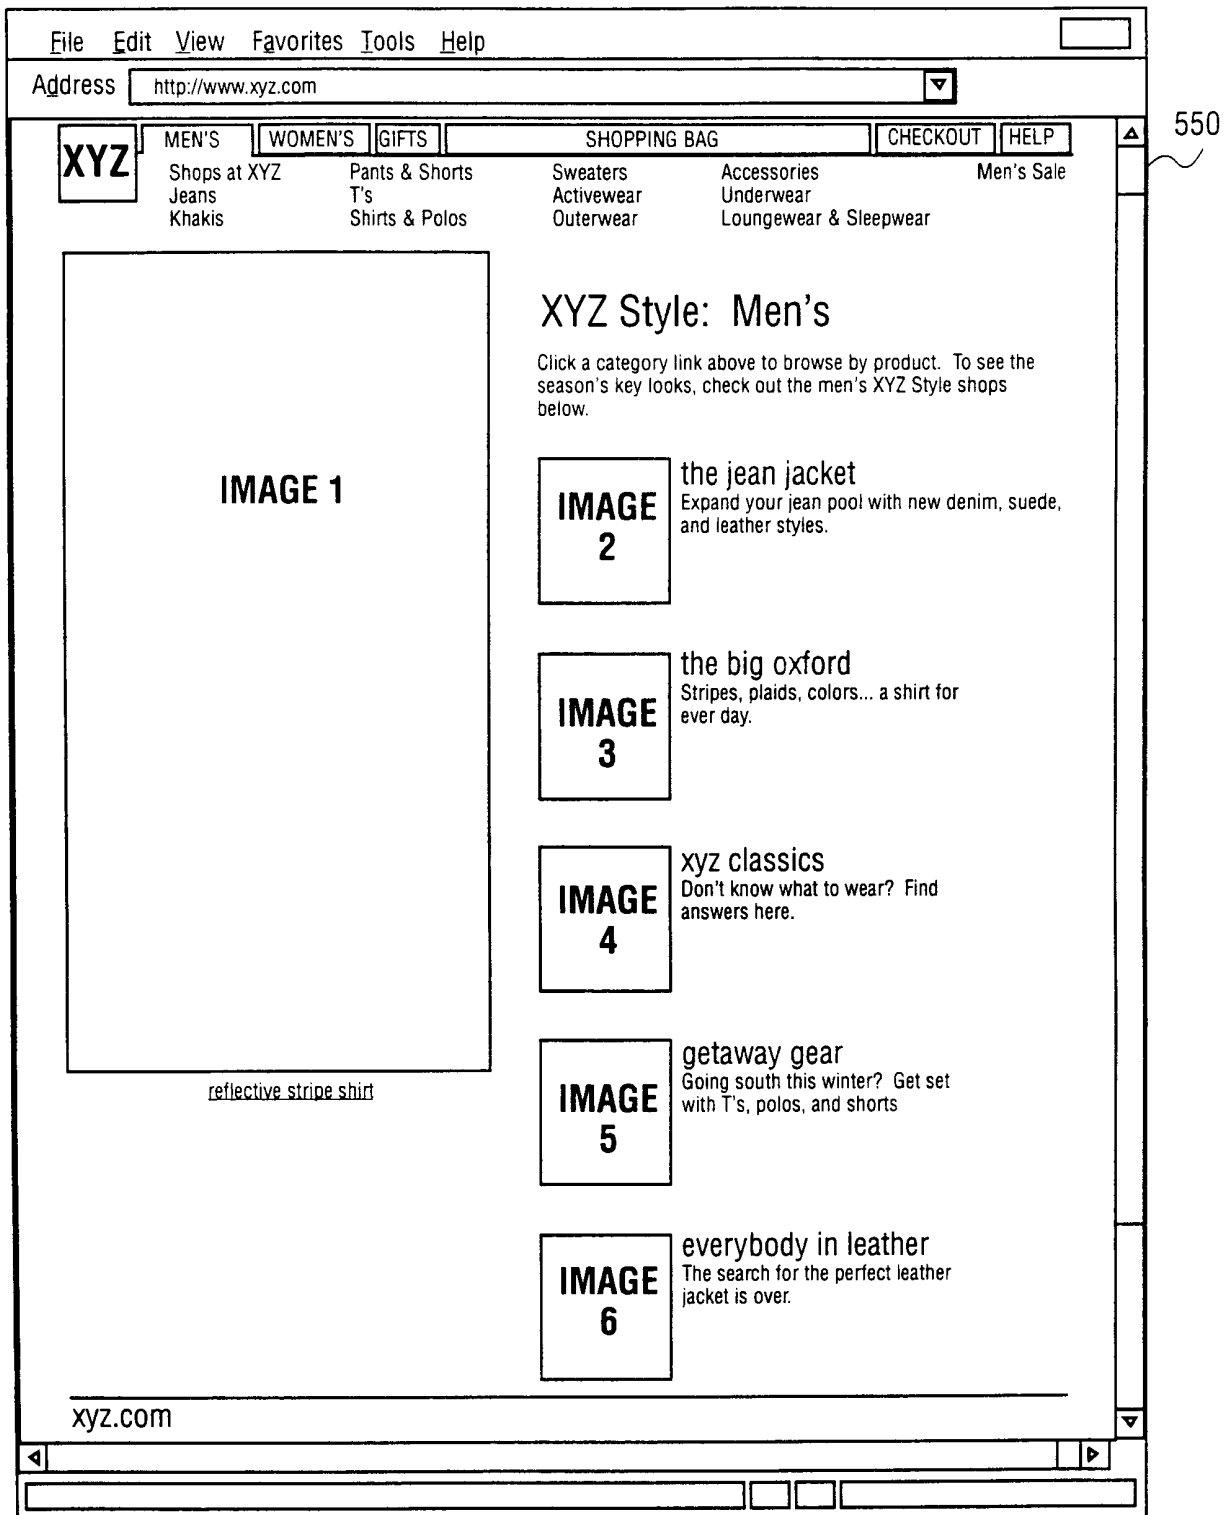 File Edit View Favorites Tools Help
Address http://www.xyz.com
550
XYZ MEN'S WOMEN'S GIFTS SHOPPING BAG CHECKOUT HELP
Shops at XYZ Pants & Shorts Sweaters Accessories Men's Sale
Jeans T's Activewear Underwear
Khakis Shirts & Polos Outerwear Loungewear & Sleepwear
XYZ Style: Men's
Click a category link above to browse by product. To see the
season's key looks, check out the men's XYZ Style shops
below.
IMAGE 1
reflective stripe shirt
IMAGE
2
the jean jacket
Expand your jean pool with new denim, suede,
and leather styles.
IMAGE
3
the big oxford
Stripes, plaids, colors... a shirt for
ever day.
IMAGE
4
xyz classics
Don't know what to wear? Find
answers here.
IMAGE
5
getaway gear
Going south this winter? Get set
with T's, polos, and shorts
IMAGE
6
everybody in leather
The search for the perfect leather
jacket is over.
xyz.com